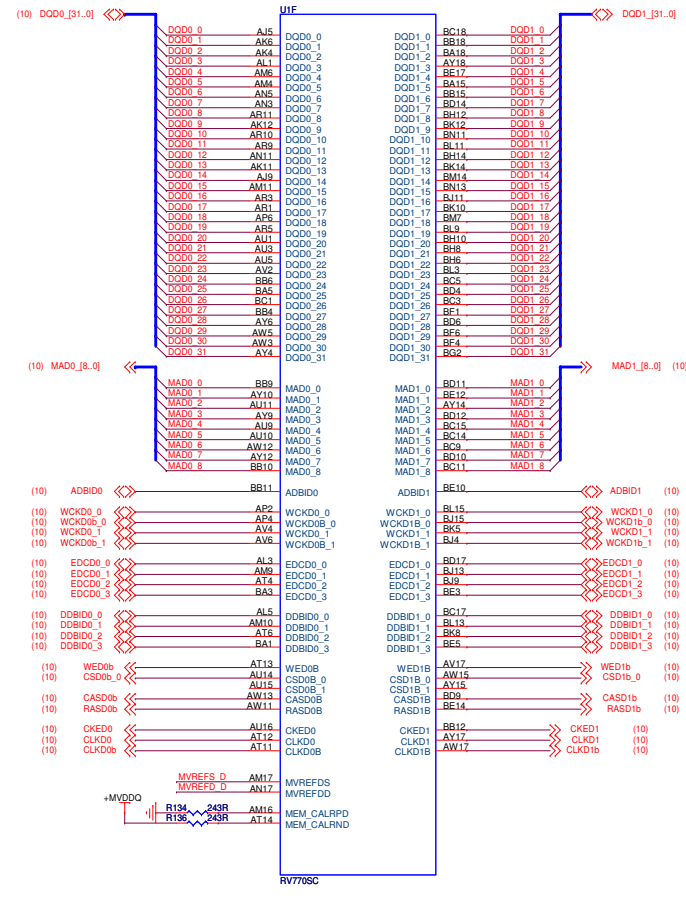 U1F
(10) DQD0_[31..0] DQD1_[31..0]
DQD0_0 AJ5 DQD0_0 DQD1_0 BC18 DQD1_0
DQD0_1 AK6 DQD0_1 DQD1_1 BB18 DQD1_1
DQD0_2 AK4 DQD0_2 DQD1_2 BA18 DQD1_2
DQD0_3 AL1 DQD0_3 DQD1_3 AY18 DQD1_3
DQD0_4 AM6 DQD0_4 DQD1_4 BE17 DQD1_4
DQD0_5 AM4 DQD0_5 DQD1_5 BA15 DQD1_5
DQD0_6 AN5 DQD0_6 DQD1_6 BB15 DQD1_6
DQD0_7 AN3 DQD0_7 DQD1_7 BD14 DQD1_7
DQD0_8 AR11 DQD0_8 DQD1_8 BH12 DQD1_8
DQD0_9 AK12 DQD0_9 DQD1_9 BK12 DQD1_9
DQD0_10 AR10 DQD0_10 DQD1_10 BN11 DQD1_10
DQD0_11 AR9 DQD0_11 DQD1_11 BL11 DQD1_11
DQD0_12 AN11 DQD0_12 DQD1_12 BH14 DQD1_12
DQD0_13 AK11 DQD0_13 DQD1_13 BK14 DQD1_13
DQD0_14 AJ9 DQD0_14 DQD1_14 BM14 DQD1_14
DQD0_15 AM11 DQD0_15 DQD1_15 BN13 DQD1_15
DQD0_16 AR3 DQD0_16 DQD1_16 BJ11 DQD1_16
DQD0_17 AR1 DQD0_17 DQD1_17 BK10 DQD1_17
DQD0_18 AP6 DQD0_18 DQD1_18 BM7 DQD1_18
DQD0_19 AR5 DQD0_19 DQD1_19 BL9 DQD1_19
DQD0_20 AU1 DQD0_20 DQD1_20 BH10 DQD1_20
DQD0_21 AU3 DQD0_21 DQD1_21 BH8 DQD1_21
DQD0_22 AU5 DQD0_22 DQD1_22 BH6 DQD1_22
DQD0_23 AV2 DQD0_23 DQD1_23 BL3 DQD1_23
DQD0_24 BB6 DQD0_24 DQD1_24 BC5 DQD1_24
DQD0_25 BA5 DQD0_25 DQD1_25 BD4 DQD1_25
DQD0_26 BC1 DQD0_26 DQD1_26 BC3 DQD1_26
DQD0_27 BB4 DQD0_27 DQD1_27 BF1 DQD1_27
DQD0_28 AY6 DQD0_28 DQD1_28 BD6 DQD1_28
DQD0_29 AW5 DQD0_29 DQD1_29 BF6 DQD1_29
DQD0_30 AW3 DQD0_30 DQD1_30 BF4 DQD1_30
DQD0_31 AY4 DQD0_31 DQD1_31 BG2 DQD1_31
(10) MAD0_[8..0] MAD1_[8..0] (10)
MAD0_0 BB9 MAD0_0 MAD1_0 BD11 MAD1_0
MAD0_1 AY10 MAD0_1 MAD1_1 BE12 MAD1_1
MAD0_2 AU11 MAD0_2 MAD1_2 AY14 MAD1_2
MAD0_3 AY9 MAD0_3 MAD1_3 BD12 MAD1_3
MAD0_4 AU9 MAD0_4 MAD1_4 BC15 MAD1_4
MAD0_5 AU10 MAD0_5 MAD1_5 BC14 MAD1_5
MAD0_6 AW12 MAD0_6 MAD1_6 BC9 MAD1_6
MAD0_7 AY12 MAD0_7 MAD1_7 BD10 MAD1_7
MAD0_8 BB10 MAD0_8 MAD1_8 BC11 MAD1_8
(10) ADBID0 BB11 ADBID0 ADBID1 BE10 ADBID1 (10)
(10) WCKD0_0 AP2 WCKD0_0 WCKD1_0 BL15 WCKD1_0 (10)
(10) WCKD0b_0 AP4 WCKD0B_0 WCKD1B_0 BJ15 WCKD1b_0 (10)
(10) WCKD0_1 AV4 WCKD0_1 WCKD1_1 BK5 WCKD1_1 (10)
(10) WCKD0b_1 AV6 WCKD0B_1 WCKD1B_1 BJ4 WCKD1b_1 (10)
(10) EDCD0_0 AL3 EDCD0_0 EDCD1_0 BD17 EDCD1_0 (10)
(10) EDCD0_1 AM9 EDCD0_1 EDCD1_1 BJ13 EDCD1_1 (10)
(10) EDCD0_2 AT4 EDCD0_2 EDCD1_2 BJ9 EDCD1_2 (10)
(10) EDCD0_3 BA3 EDCD0_3 EDCD1_3 BE3 EDCD1_3 (10)
(10) DDBID0_0 AL5 DDBID0_0 DDBID1_0 BC17 DDBID1_0 (10)
(10) DDBID0_1 AM10 DDBID0_1 DDBID1_1 BL13 DDBID1_1 (10)
(10) DDBID0_2 AT6 DDBID0_2 DDBID1_2 BK8 DDBID1_2 (10)
(10) DDBID0_3 BA1 DDBID0_3 DDBID1_3 BE5 DDBID1_3 (10)
(10) WED0b AT13 WED0B WED1B AV17 WED1b (10)
(10) CSD0b_0 AU14 CSD0B_0 CSD1B_0 AW15 CSD1b_0 (10)
AU15 CSD0B_1 CSD1B_1 AY15
(10) CASD0b AW13 CASD0B CASD1B BD9 CASD1b (10)
(10) RASD0b AW11 RASD0B RASD1B BE14 RASD1b (10)
(10) CKED0 AU16 CKED0 CKED1 BB12 CKED1 (10)
(10) CLKD0 AT12 CLKD0 CLKD1 AY17 CLKD1 (10)
(10) CLKD0b AT11 CLKD0B CLKD1B AW17 CLKD1b (10)
MVREFS_D AM17 MVREFDS
MVREFD_D AN17 MVREFDD
+MVDDQ
R134 243R AM16 MEM_CALRPD
R136 243R AT14 MEM_CALRND
RV770SC